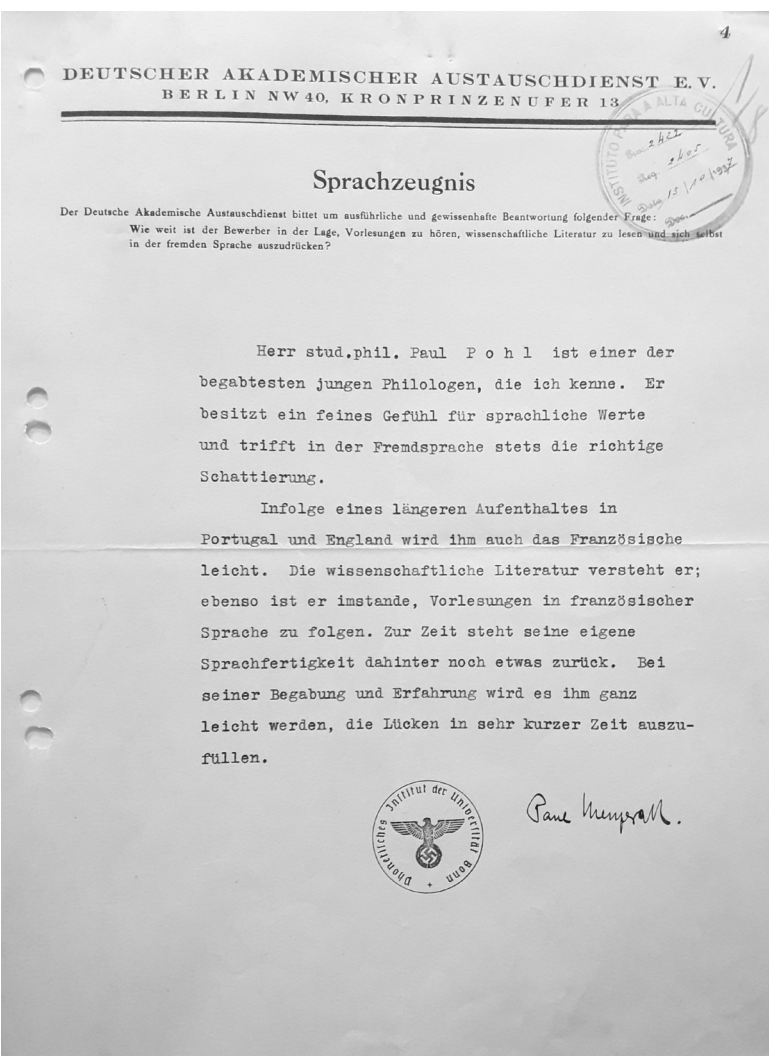 4
DEUTSCHER AKADEMISCHER AUSTAUSCHDIENST E. V.
BERLIN NW 40, KRONPRINZENUFER 13
INSTITUTO PARA A ALTA CULTURA
2422
2405
13/10/1937
Sprachzeugnis
Der Deutsche Akademische Austauschdienst bittet um ausführliche und gewissenhafte Beantwortung folgender Frage:
Wie weit ist der Bewerber in der Lage, Vorlesungen zu hören, wissenschaftliche Literatur zu lesen und sich selbst
in der fremden Sprache auszudrücken?
Herr stud.phil. Paul P o h l ist einer der
begabtesten jungen Philologen, die ich kenne. Er
besitzt ein feines Gefühl für sprachliche Werte
und trifft in der Fremdsprache stets die richtige
Schattierung.
Infolge eines längeren Aufenthaltes in
Portugal und England wird ihm auch das Französische
leicht. Die wissenschaftliche Literatur versteht er;
ebenso ist er imstande, Vorlesungen in französischer
Sprache zu folgen. Zur Zeit steht seine eigene
Sprachfertigkeit dahinter noch etwas zurück. Bei
seiner Begabung und Erfahrung wird es ihm ganz
leicht werden, die Lücken in sehr kurzer Zeit auszu-
füllen.
Phonetisches Institut der Universität Bonn
Paul Menzerath.